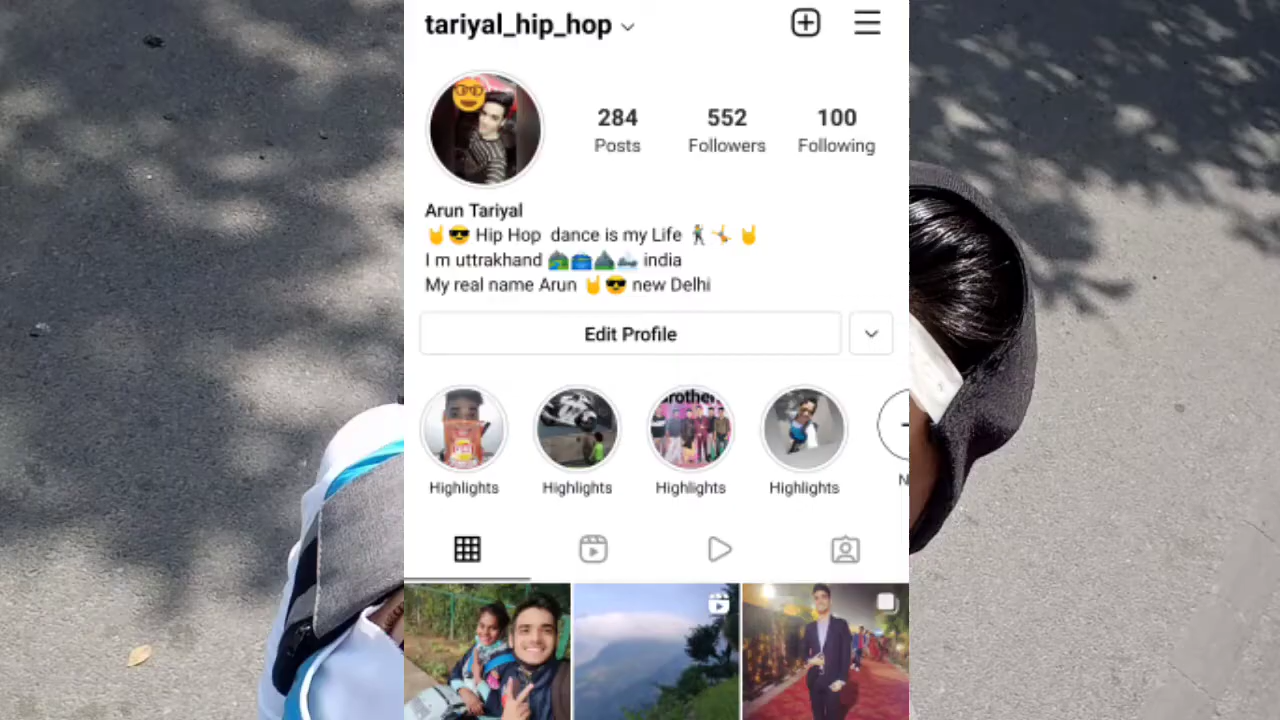 tariyal_hip_hop
284
552
100
Posts
Followers
Following
Arun Tariyal
🤘😎 Hip Hop dance is my Life 🕺🤸 🤘
I m uttrakhand 🏞️🌊⛰️🌁 india
My real name Arun 🤘😎 new Delhi
Edit Profile
rother
Highlights
Highlights
Highlights
Highlights